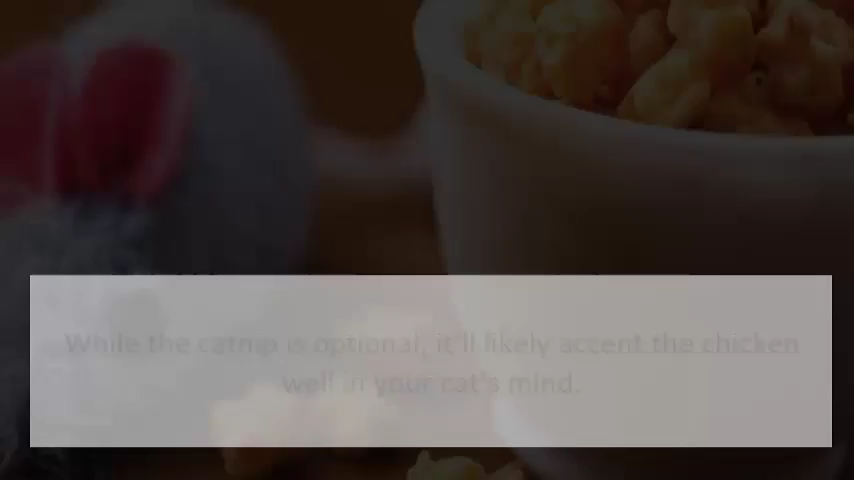 While the catnip is optional, it'll likely accent the chicken
well in your cat's mind.